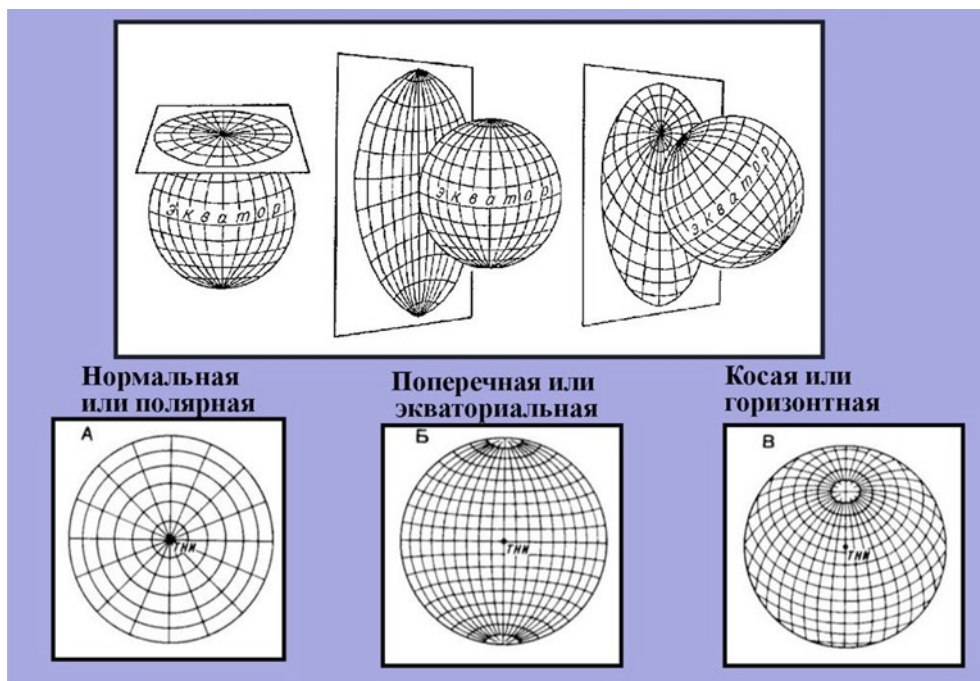 экватор
экватор
экватор
Нормальная
или полярная
Поперечная или
экваториальная
Косая или
горизонтная
А
ТНИ
Б
ТНИ
В
ТНИ